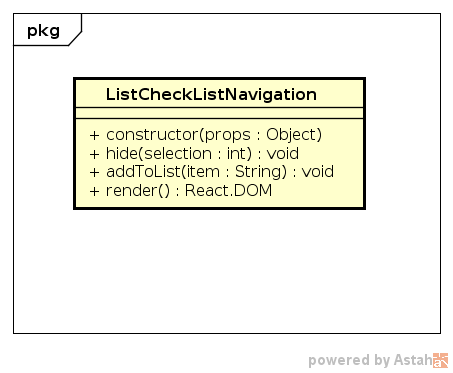 pkg
ListCheckListNavigation
+ constructor(props : Object)
+ hide(selection : int) : void
+ addToList(item : String) : void
+ render() : React.DOM
powered by Astah